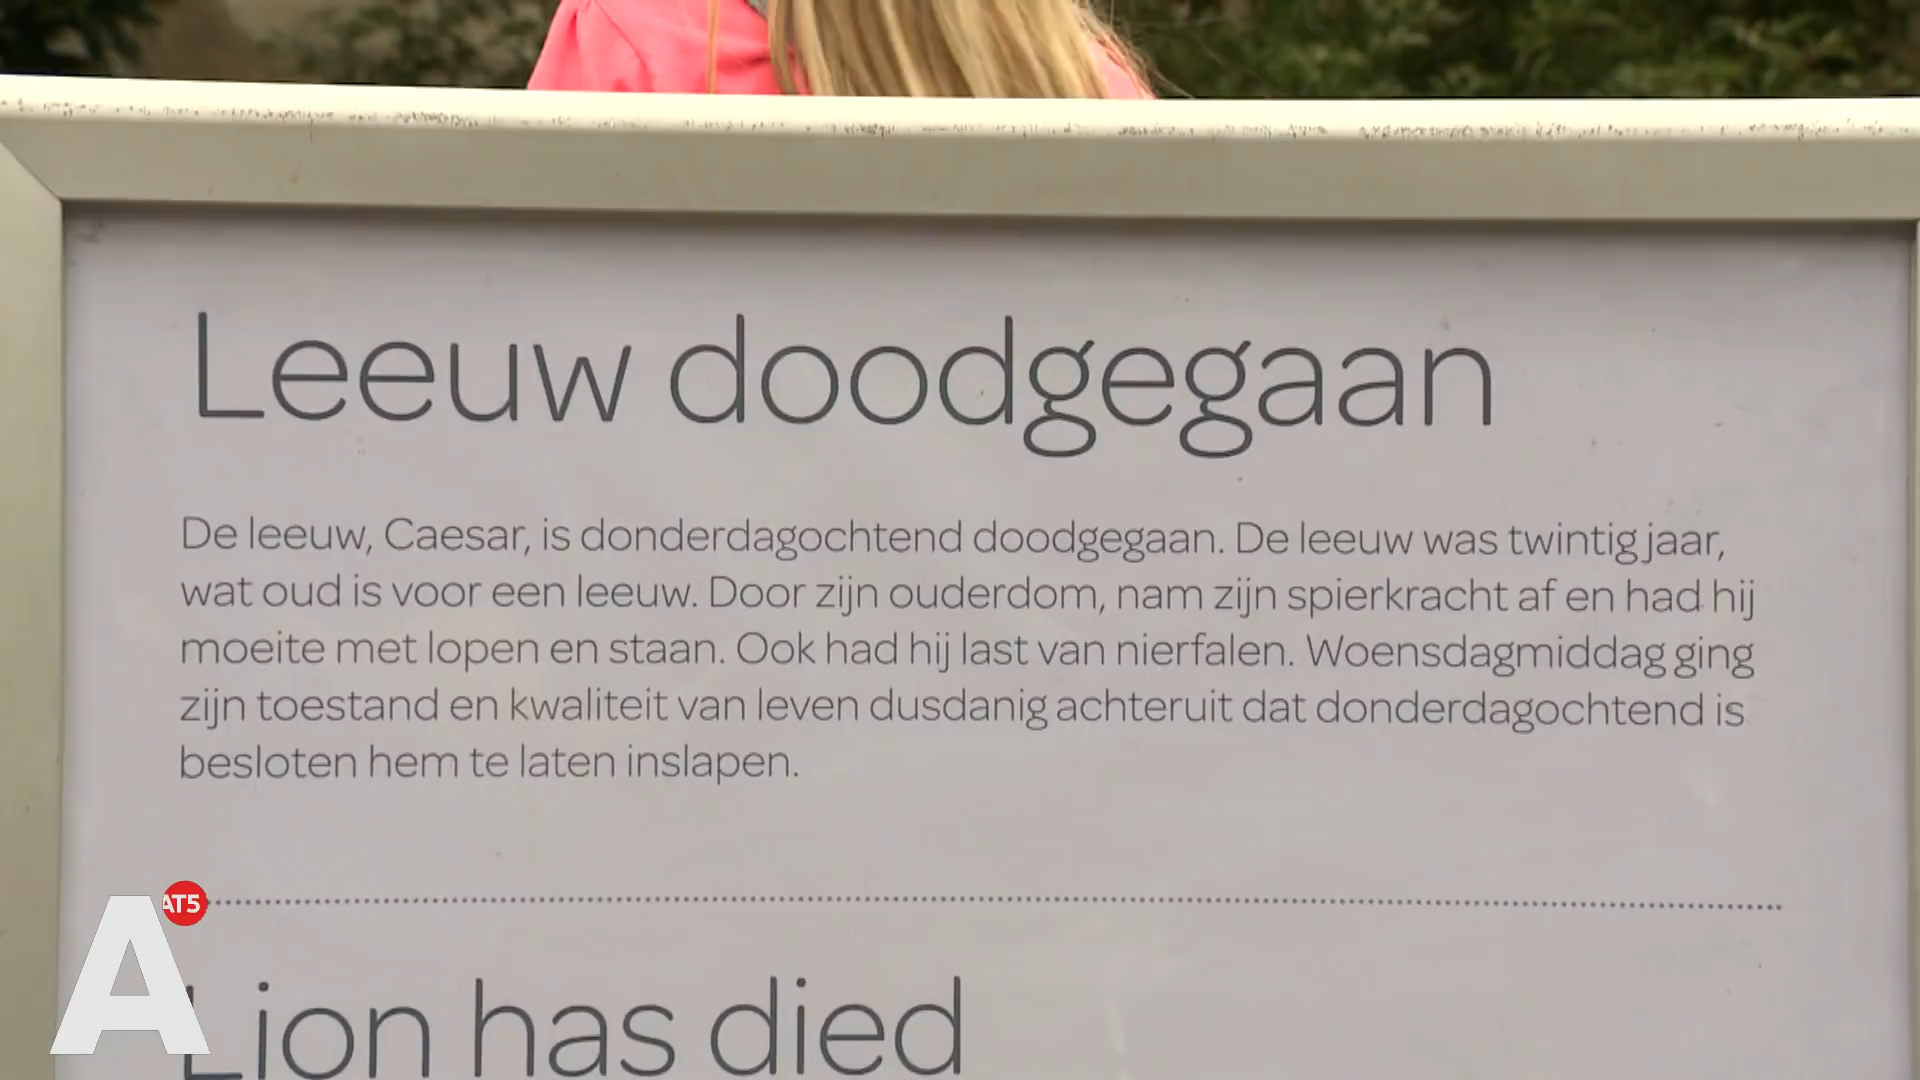 Leeuw doodgegaan
De leeuw, Caesar, is donderdagochtend doodgegaan. De leeuw was twintig jaar,
wat oud is voor een leeuw. Door zijn ouderdom, nam zijn spierkracht af en had hij
moeite met lopen en staan. Ook had hij last van nierfalen. Woensdagmiddag ging
zijn toestand en kwaliteit van leven dusdanig achteruit dat donderdagochtend is
besloten hem te laten inslapen.
A AT5
Lion has died